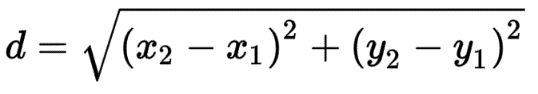 d = √((x₂ − x₁)² + (y₂ − y₁)²)